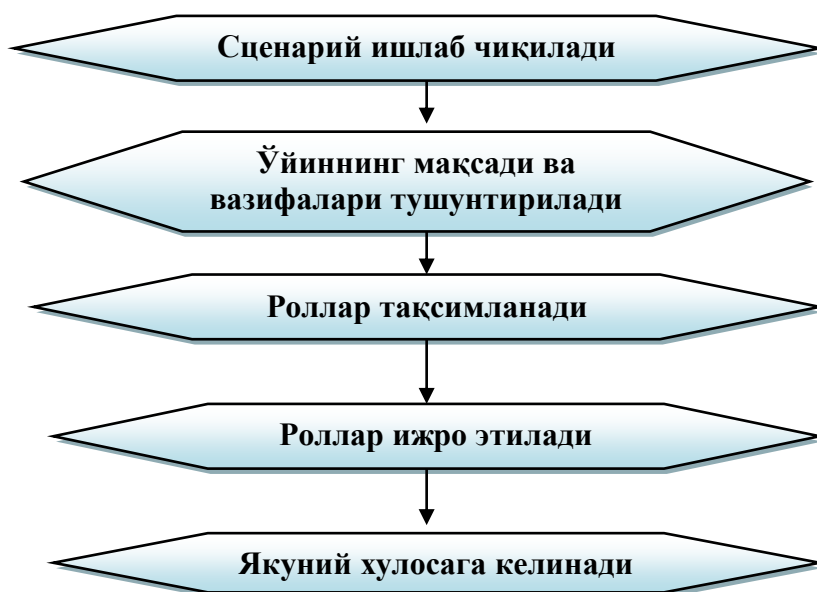 Сценарий ишлаб чиқилади
Ўйиннинг мақсади ва
вазифалари тушунтирилади
Роллар тақсимланади
Роллар ижро этилади
Якуний хулосага келинади